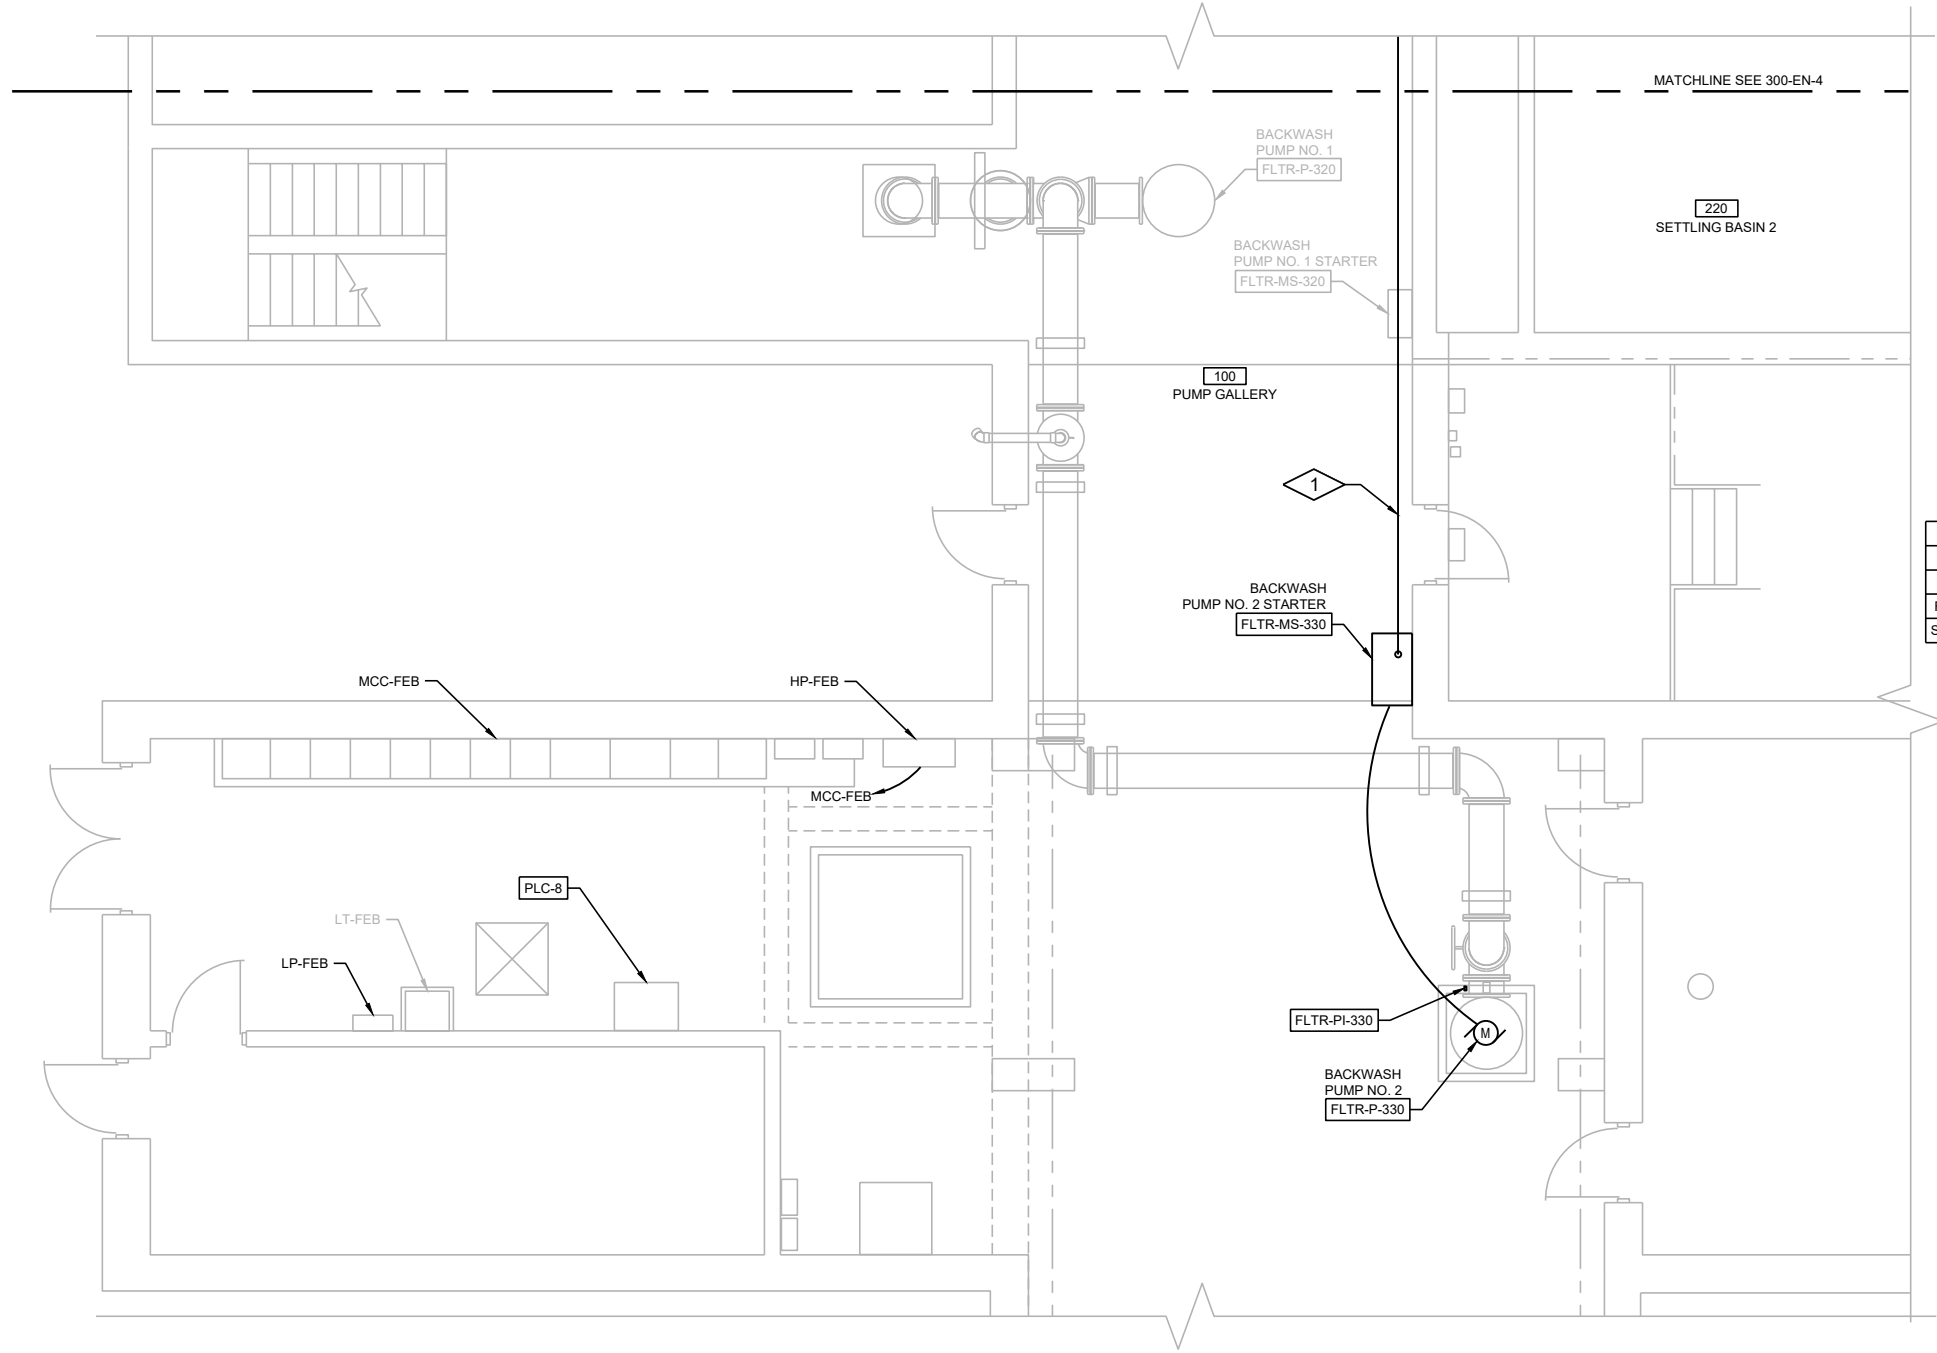 MATCHLINE SEE 300-EN-4
BACKWASH
PUMP NO. 1
FLTR-P-320
220
SETTLING BASIN 2
BACKWASH
PUMP NO. 1 STARTER
FLTR-MS-320
100
PUMP GALLERY
1
BACKWASH
PUMP NO. 2 STARTER
FLTR-MS-330
MCC-FEB
HP-FEB
MCC-FEB
PLC-8
LT-FEB
LP-FEB
FLTR-PI-330
M
BACKWASH
PUMP NO. 2
FLTR-P-330